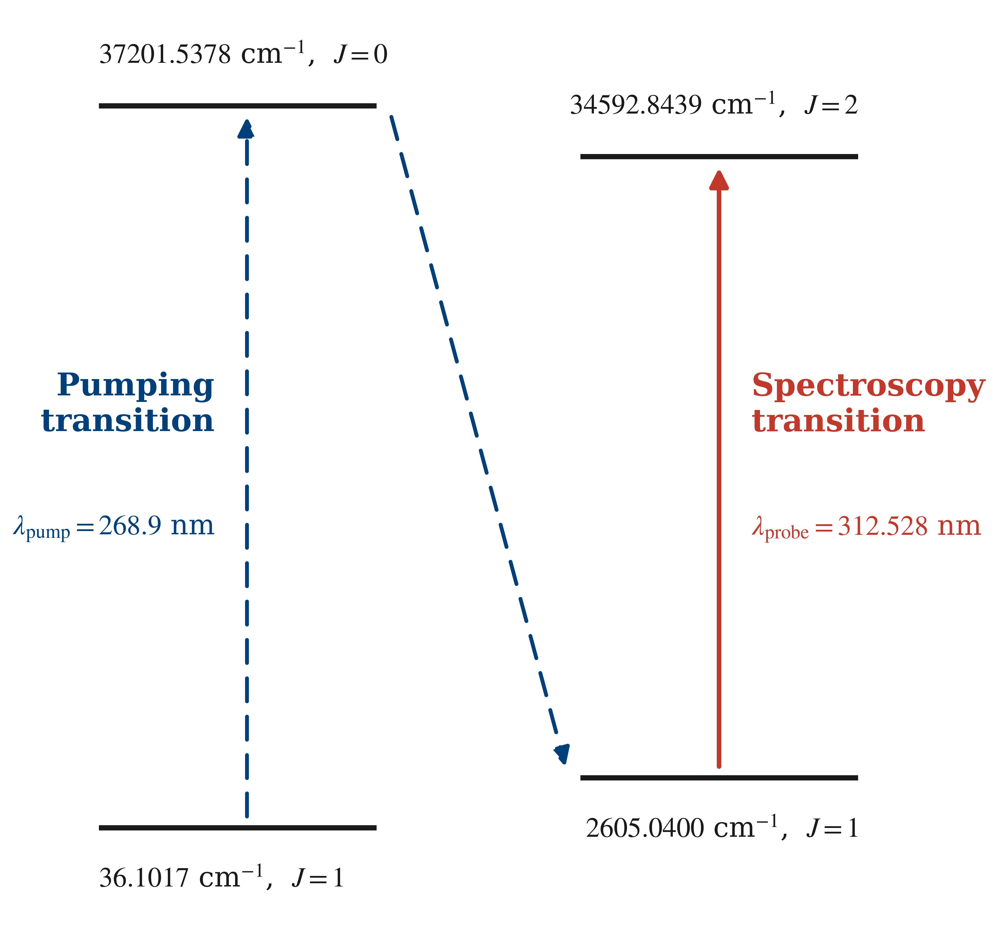 37201.5378 cm⁻¹, J=0
34592.8439 cm⁻¹, J=2
Pumping
transition
λpump=268.9 nm
Spectroscopy
transition
λprobe=312.528 nm
2605.0400 cm⁻¹, J=1
36.1017 cm⁻¹, J=1